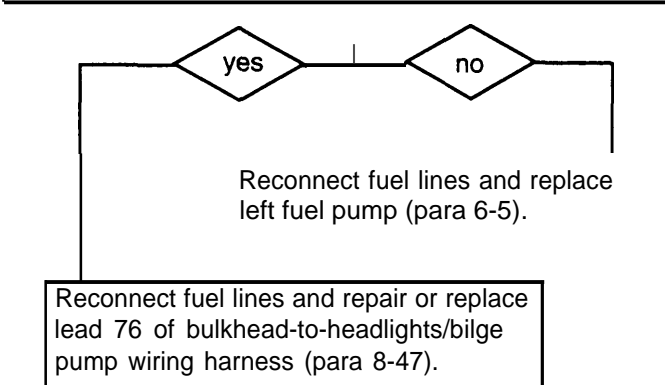 yes
no
Reconnect fuel lines and replace
left fuel pump (para 6-5).
Reconnect fuel lines and repair or replace
lead 76 of bulkhead-to-headlights/bilge
pump wiring harness (para 8-47).